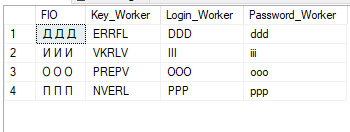 FIO Key_Worker Login_Worker Password_Worker
1 Д Д Д ERRFL DDD ddd
2 И И И VKRLV III iii
3 О О О PREPV OOO ooo
4 П П П NVERL PPP ppp